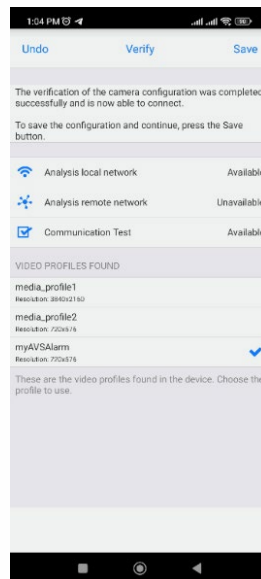 1:04 PM
Undo
Verify
Save
The verification of the camera configuration was completed
successfully and is now able to connect.
To save the configuration and continue, press the Save
button.
Analysis local network
Available
Analysis remote network
Unavailable
Communication Test
Available
VIDEO PROFILES FOUND
media_profile1
Resolution: 3840x2160
media_profile2
Resolution: 720x576
myAVSAlarm
Resolution: 720x576
These are the video profiles found in the device. Choose the
profile to use.